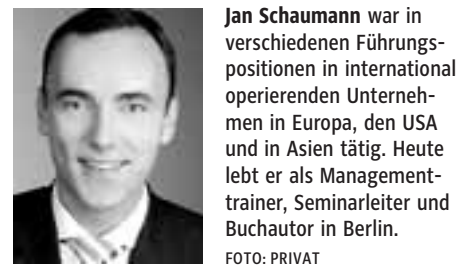 Jan Schaumann war in
verschiedenen Führungs-
positionen in international
operierenden Unterneh-
men in Europa, den USA
und in Asien tätig. Heute
lebt er als Management-
trainer, Seminarleiter und
Buchautor in Berlin.
FOTO: PRIVAT